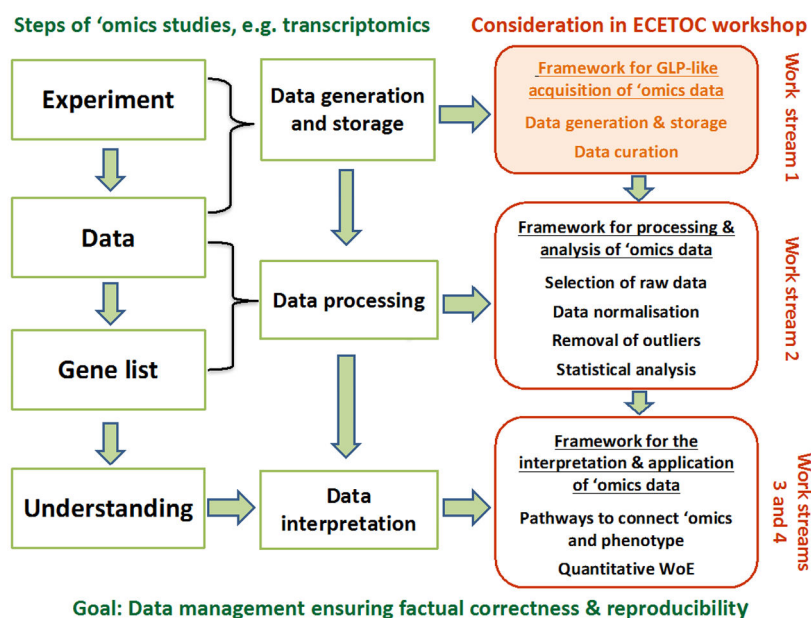 Steps of ‘omics studies, e.g. transcriptomics
Consideration in ECETOC workshop
Experiment
Data
Gene list
Understanding
Data generation
and storage
Data processing
Data
interpretation
Framework for GLP-like
acquisition of ‘omics data
Data generation & storage
Data curation
Work
stream 1
Framework for processing &
analysis of ‘omics data
Selection of raw data
Data normalisation
Removal of outliers
Statistical analysis
Work stream 2
Framework for the
interpretation & application
of ‘omics data
Pathways to connect ‘omics
and phenotype
Quantitative WoE
Work streams
3 and 4
Goal: Data management ensuring factual correctness & reproducibility